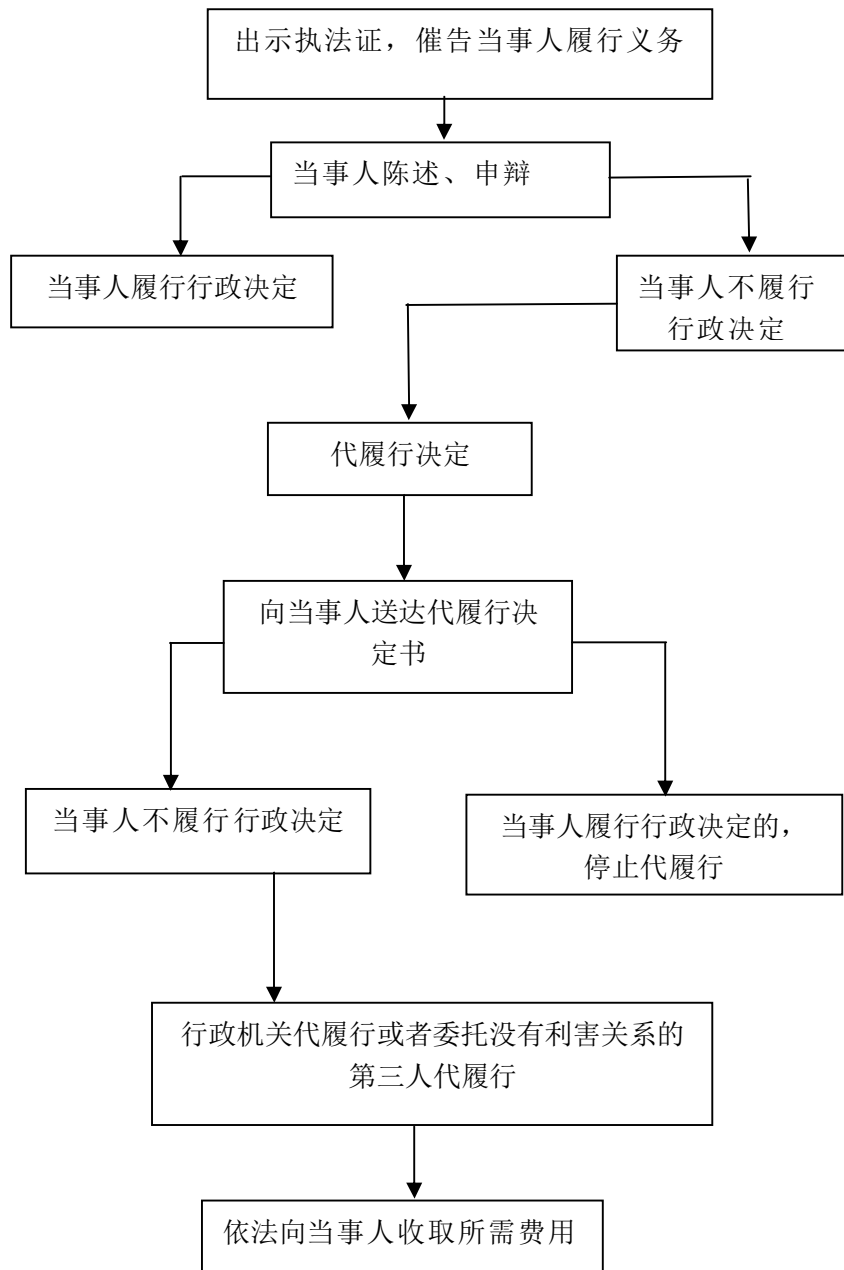 出示执法证，催告当事人履行义务
当事人陈述、申辩
当事人履行行政决定
当事人不履行
行政决定
代履行决定
向当事人送达代履行决
定书
当事人不履行行政决定
当事人履行行政决定的，
停止代履行
行政机关代履行或者委托没有利害关系的
第三人代履行
依法向当事人收取所需费用